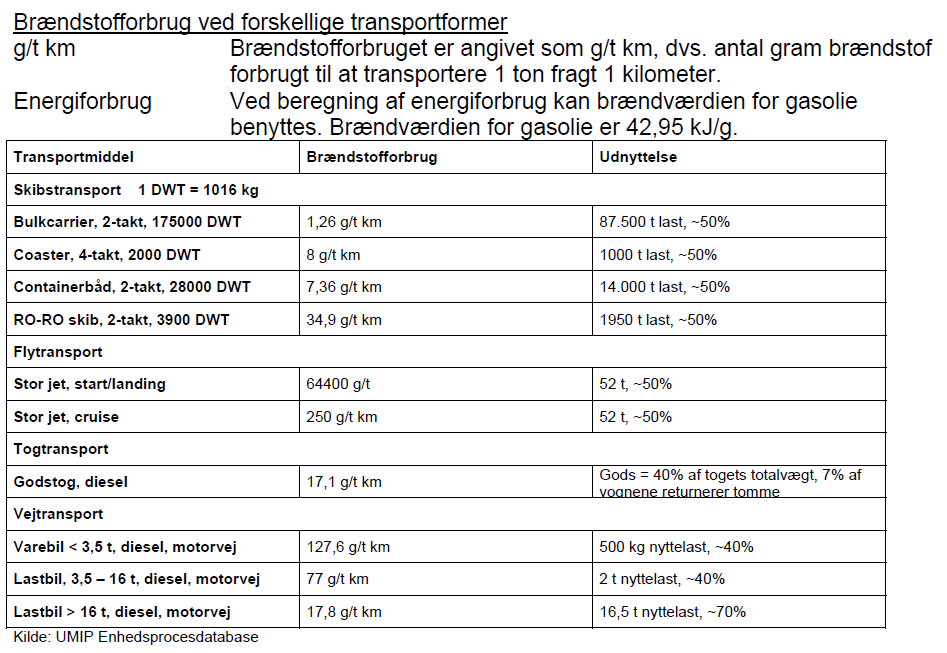 Brændstofforbrug ved forskellige transportformer
g/t km Brændstofforbruget er angivet som g/t km, dvs. antal gram brændstof
forbrugt til at transportere 1 ton fragt 1 kilometer.
Energiforbrug Ved beregning af energiforbrug kan brændværdien for gasolie
benyttes. Brændværdien for gasolie er 42,95 kJ/g.
Transportmiddel Brændstofforbrug Udnyttelse
Skibstransport 1 DWT = 1016 kg
Bulkcarrier, 2-takt, 175000 DWT 1,26 g/t km 87.500 t last, ~50%
Coaster, 4-takt, 2000 DWT 8 g/t km 1000 t last, ~50%
Containerbåd, 2-takt, 28000 DWT 7,36 g/t km 14.000 t last, ~50%
RO-RO skib, 2-takt, 3900 DWT 34,9 g/t km 1950 t last, ~50%
Flytransport
Stor jet, start/landing 64400 g/t 52 t, ~50%
Stor jet, cruise 250 g/t km 52 t, ~50%
Togtransport
Godstog, diesel 17,1 g/t km Gods = 40% af togets totalvægt, 7% af
vognene returnerer tomme
Vejtransport
Varebil < 3,5 t, diesel, motorvej 127,6 g/t km 500 kg nyttelast, ~40%
Lastbil, 3,5 – 16 t, diesel, motorvej 77 g/t km 2 t nyttelast, ~40%
Lastbil > 16 t, diesel, motorvej 17,8 g/t km 16,5 t nyttelast, ~70%
Kilde: UMIP Enhedsprocesdatabase